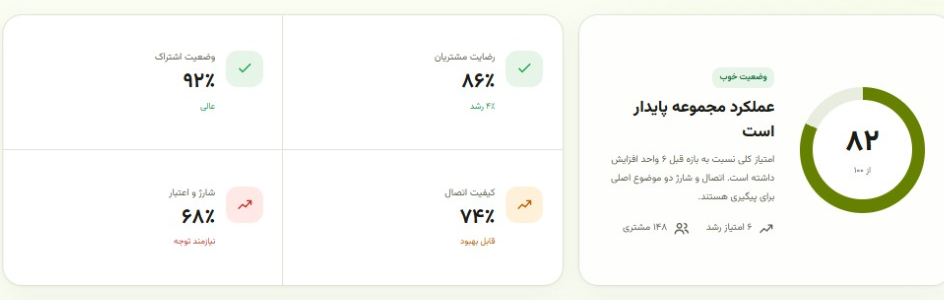 وضعیت خوب
عملکرد مجموعه پایدار
است
امتیاز کلی نسبت به بازه قبل ۶ واحد افزایش
داشته است. اتصال و شارژ دو موضوع اصلی
برای پیگیری هستند.
۶ امتیاز رشد
۱۴۸ مشتری
۸۲
از ۱۰۰
رضایت مشتریان
۸۶٪
۴٪ رشد
وضعیت اشتراک
۹۲٪
عالی
کیفیت اتصال
۷۴٪
قابل بهبود
شارژ و اعتبار
۶۸٪
نیازمند توجه